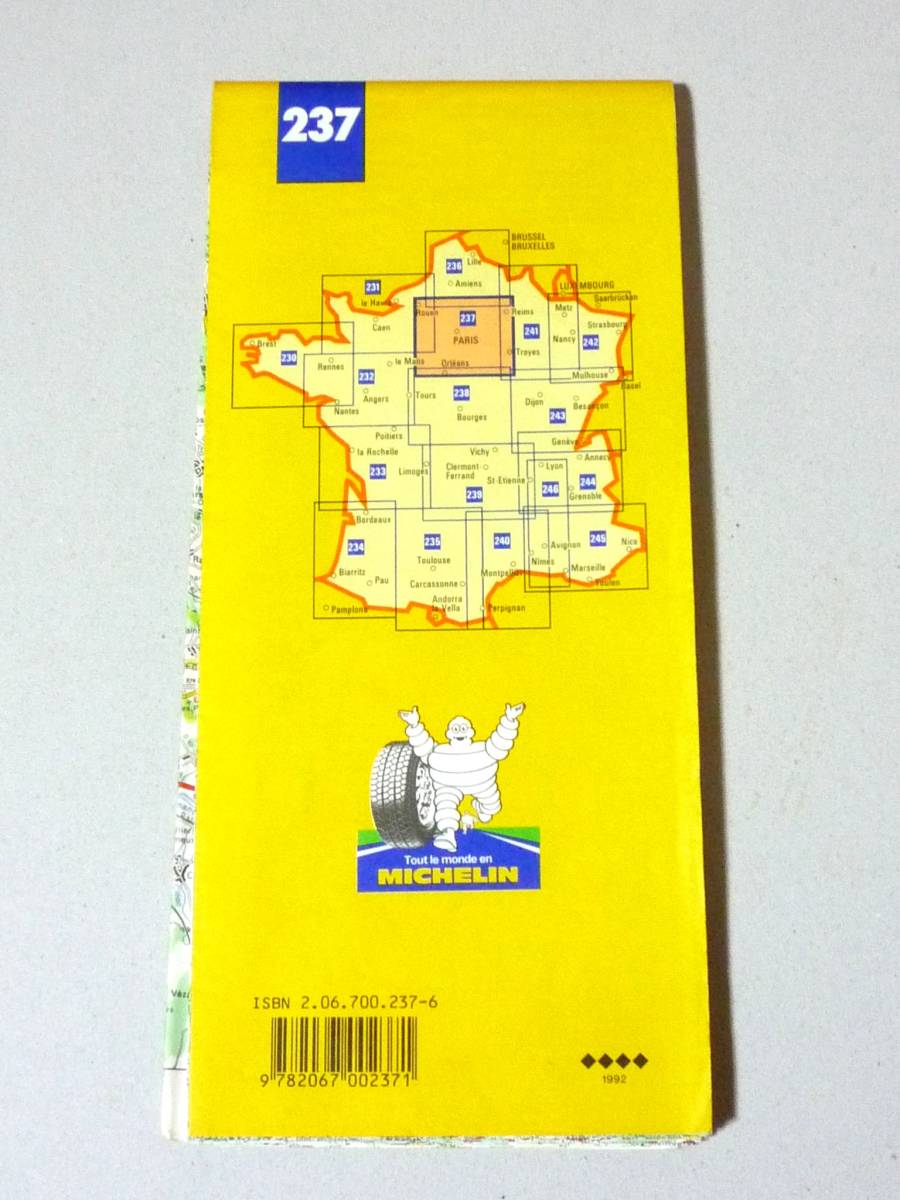 237
BRUSSEL
BRUXELLES
236
Lille
Amiens
LUXEMBOURG
231
le Havre
Rouen
237
Reims
Metz
Saarbrücken
Caen
PARIS
241
Strasbourg
Nancy
242
Brest
230
Rennes
le Mans
Orléans
Troyes
Mulhouse
Basel
232
Angers
Tours
238
Dijon
Besançon
Nantes
Bourges
243
Poitiers
Genève
la Rochelle
Vichy
Annecy
233
Limoges
Clermont-
Ferrand
Lyon
St-Etienne
246
244
239
Grenoble
Bordeaux
234
235
240
245
Nice
Toulouse
Avignon
Nîmes
Biarritz
Pau
Carcassonne
Montpellier
Marseille
Toulon
Andorra
la Vella
Perpignan
Pamplona
Tout le monde en
MICHELIN
ISBN 2.06.700.237-6
9 782067 002371
1992